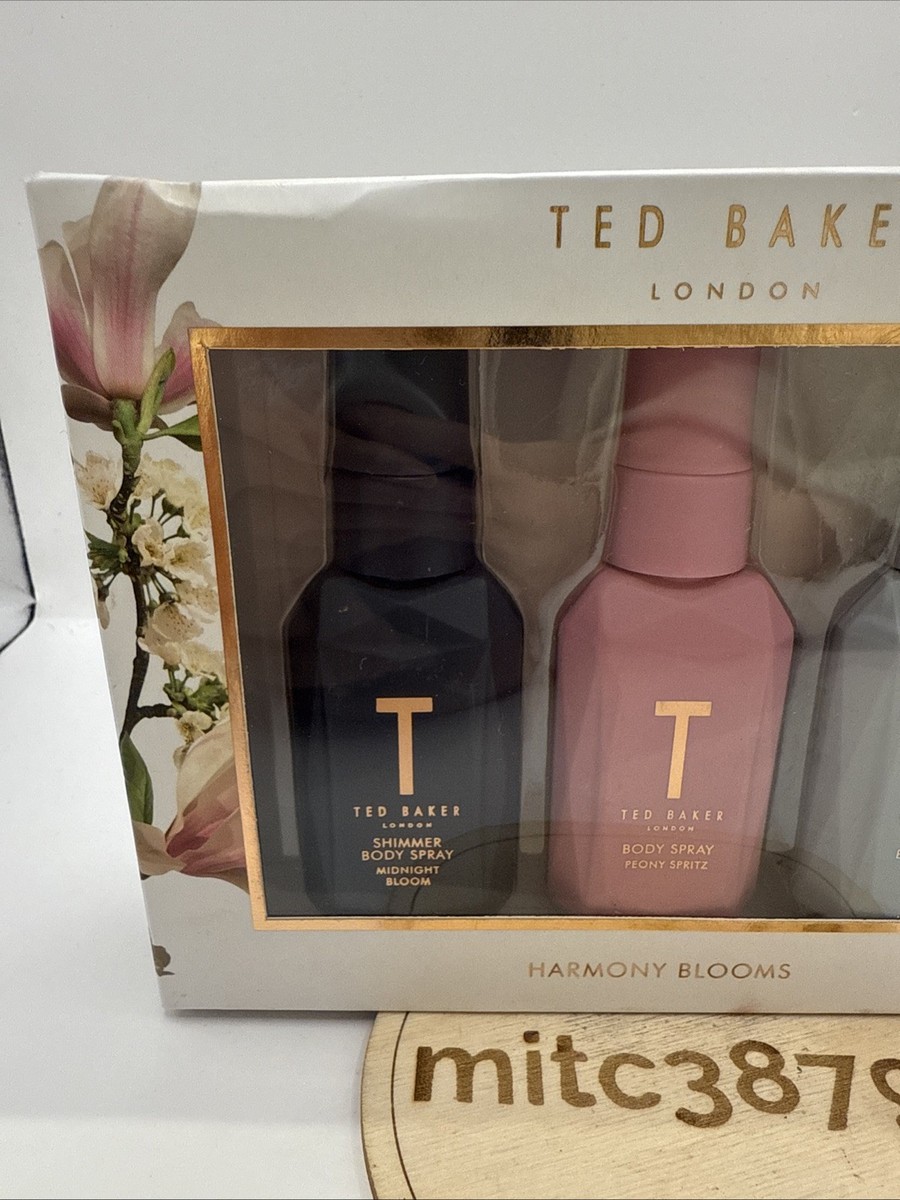 TED BAKE
LONDON
T
TED BAKER
LONDON
SHIMMER
BODY SPRAY
MIDNIGHT
BLOOM
T
TED BAKER
LONDON
BODY SPRAY
PEONY SPRITZ
HARMONY BLOOMS
mitc3879